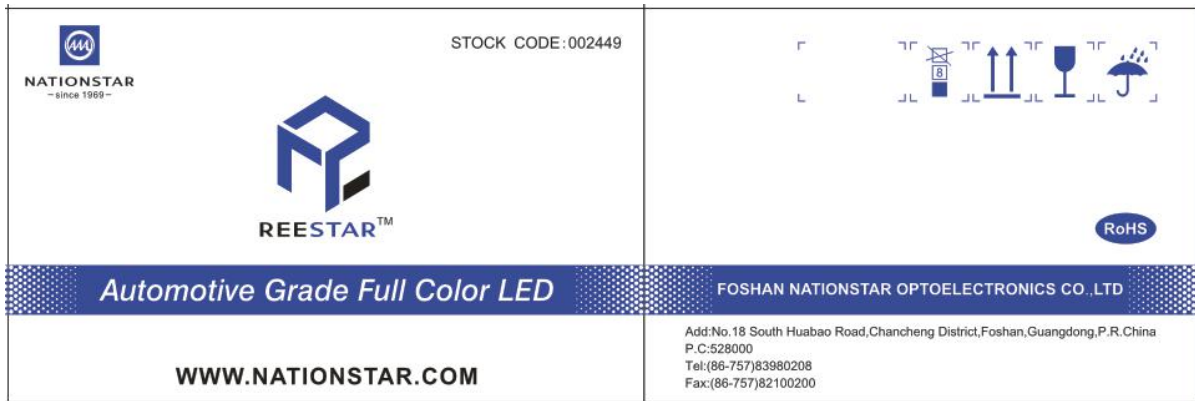 NATIONSTAR
–since 1969–
STOCK CODE:002449
REESTAR™
Automotive Grade Full Color LED
WWW.NATIONSTAR.COM
8
RoHS
FOSHAN NATIONSTAR OPTOELECTRONICS CO.,LTD
Add:No.18 South Huabao Road,Chancheng District,Foshan,Guangdong,P.R.China
P.C:528000
Tel:(86-757)83980208
Fax:(86-757)82100200